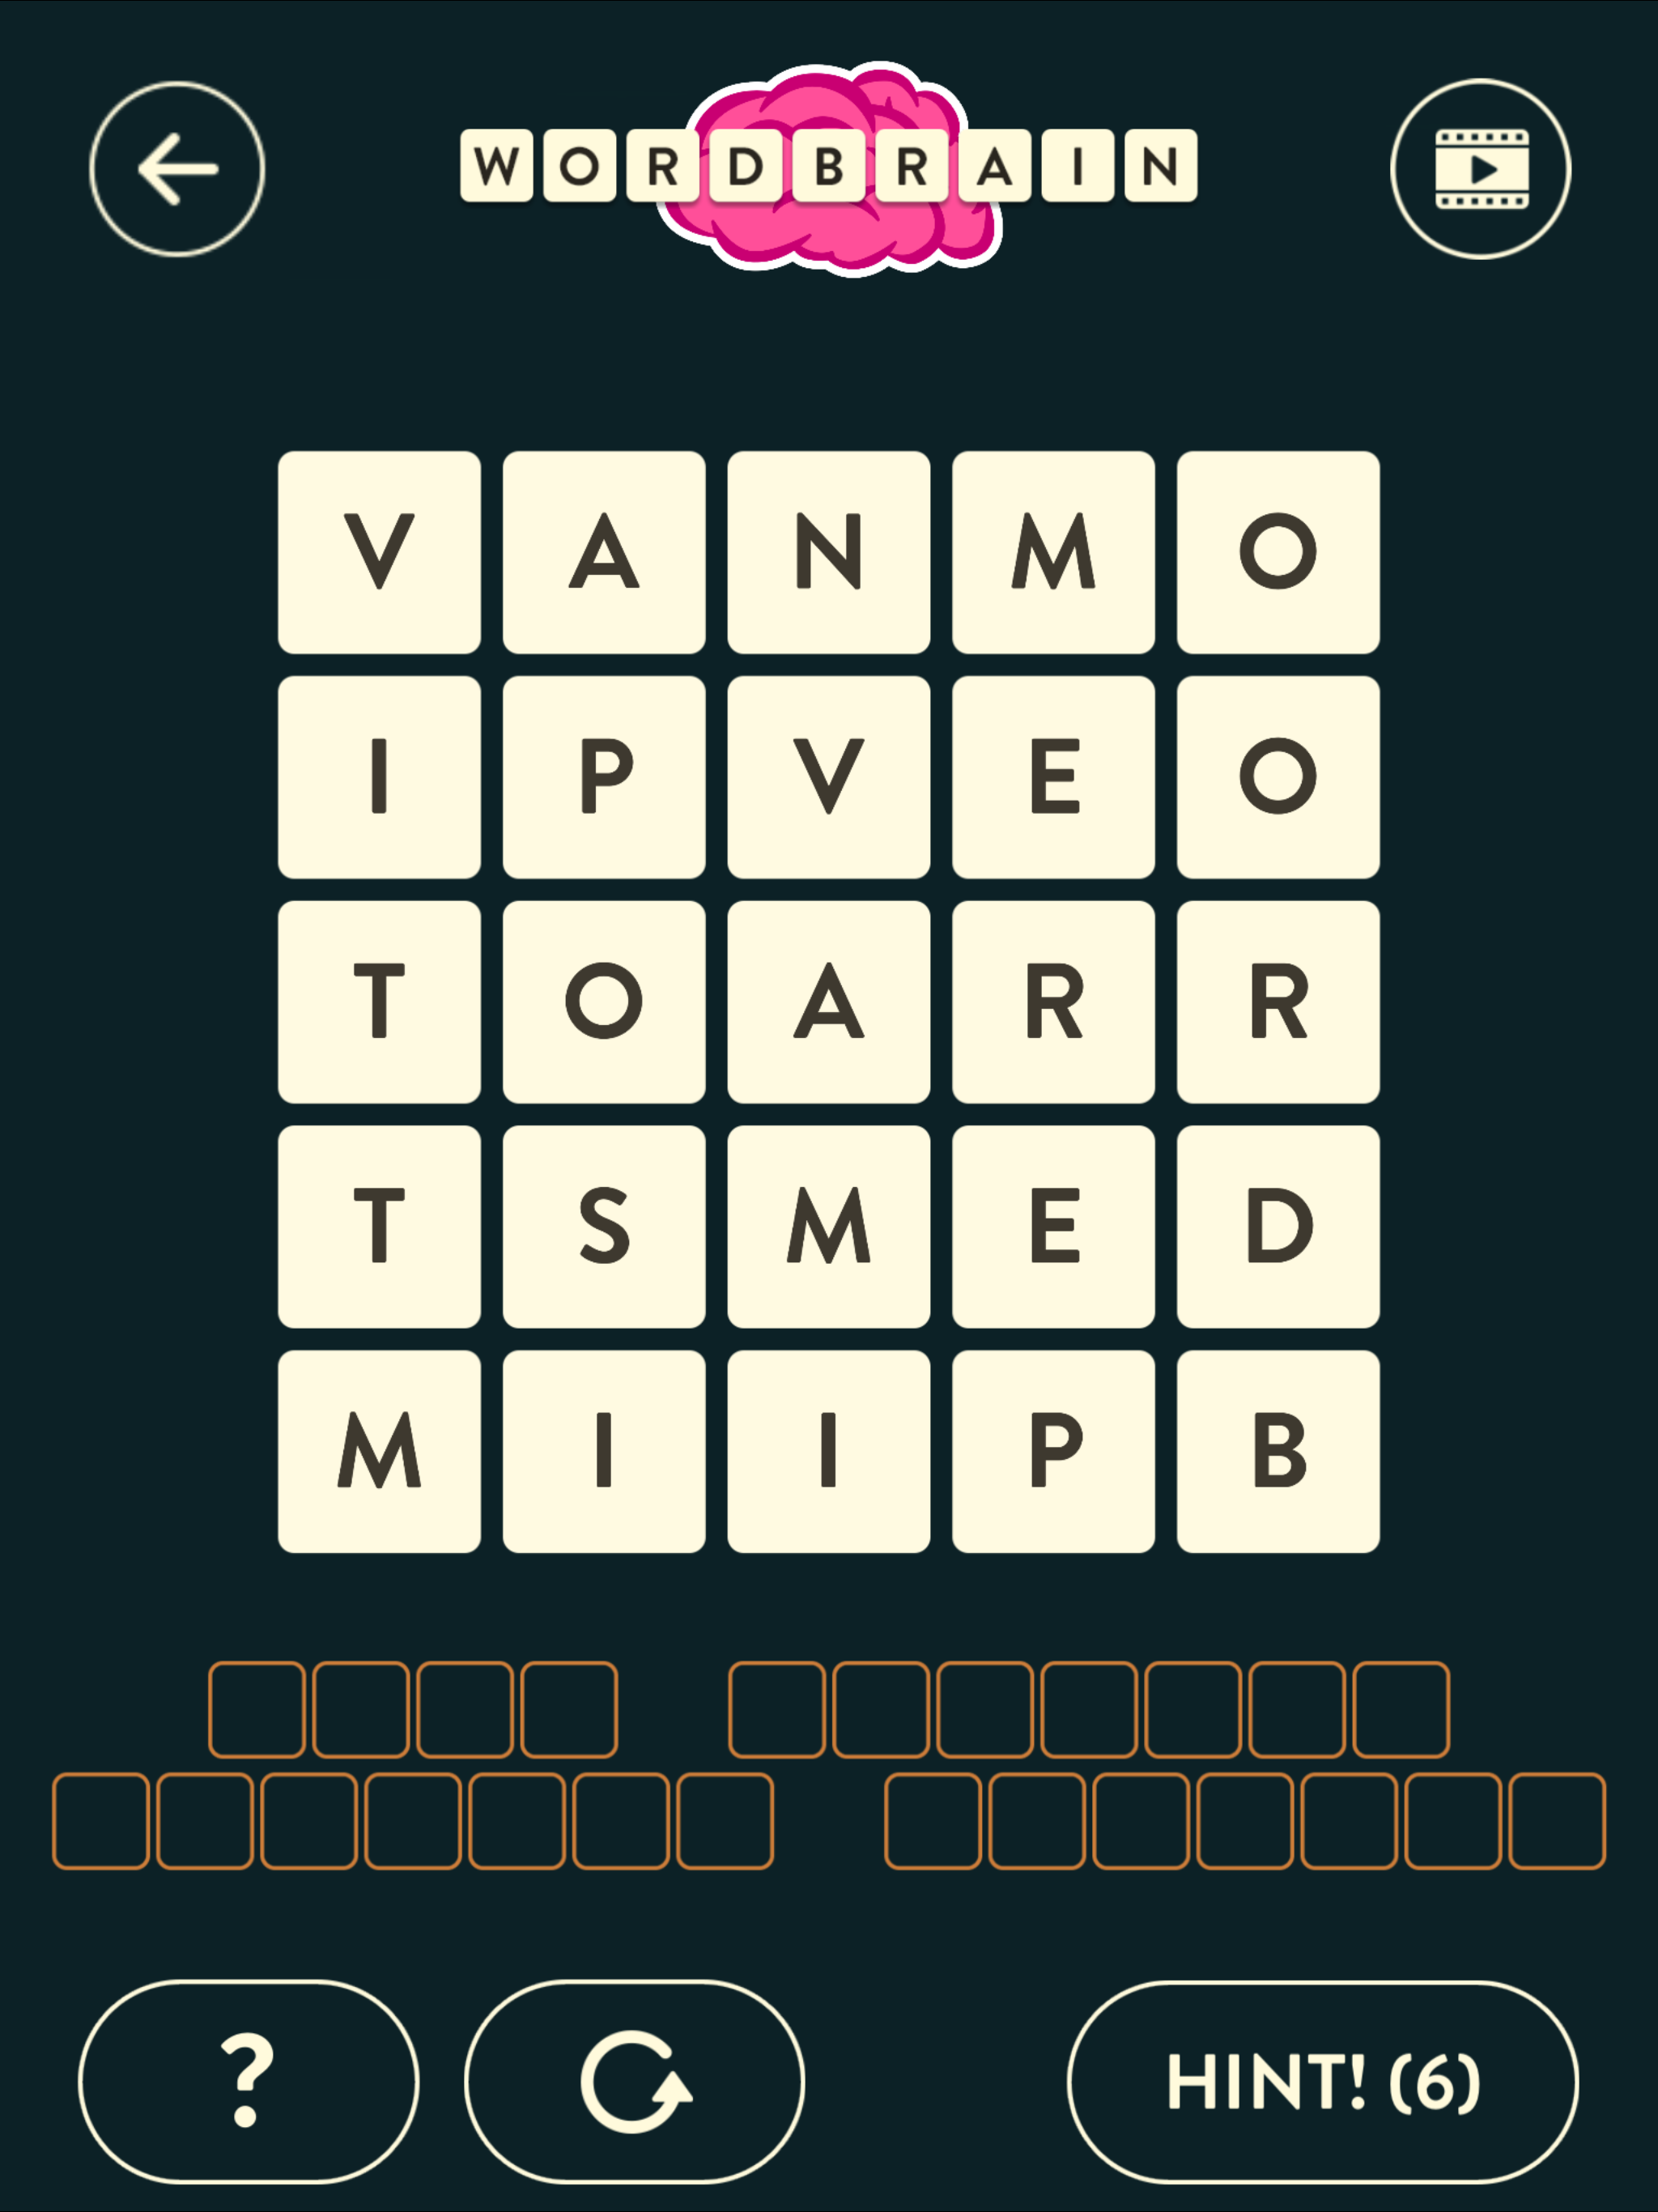 WORDBRAIN
V A N M O
I P V E O
T O A R R
T S M E D
M I I P B
? HINT! (6)